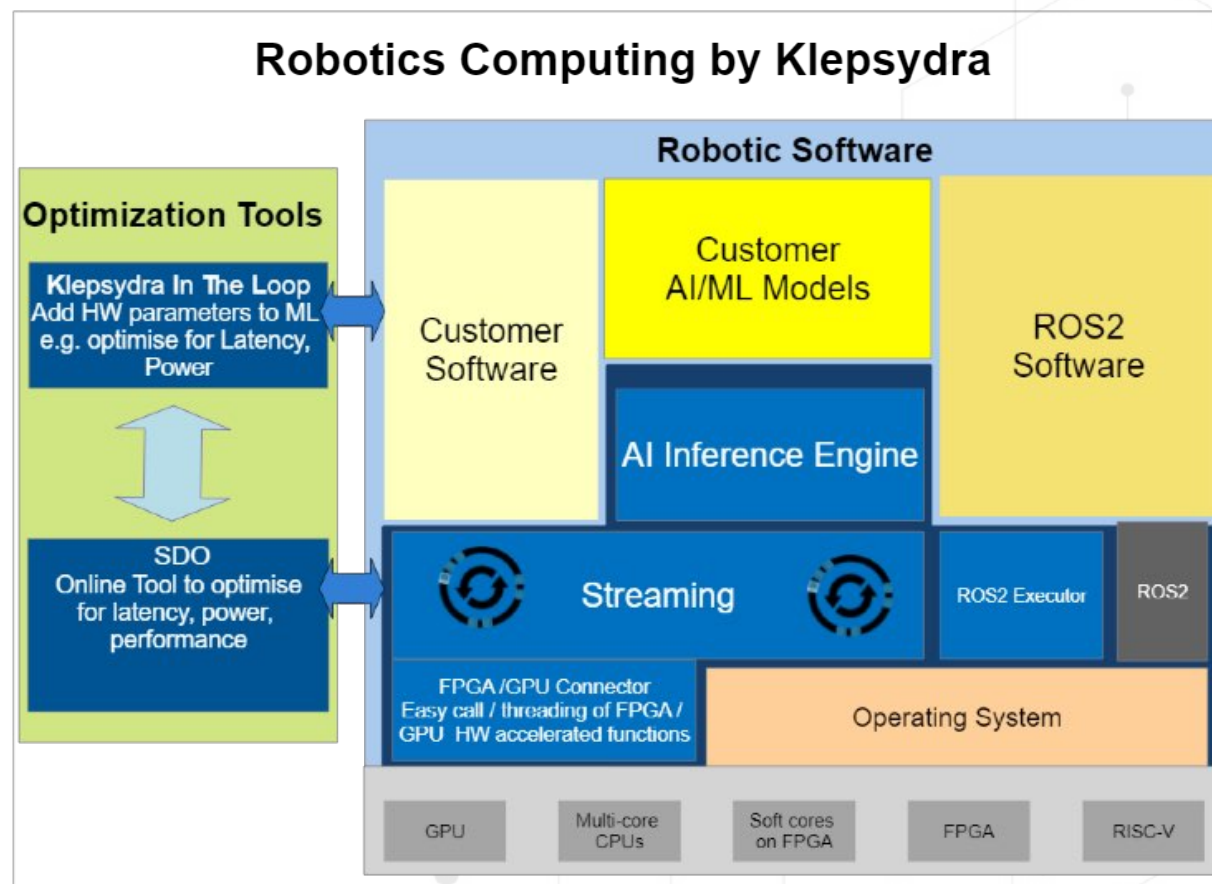 Robotics Computing by Klepsydra
Optimization Tools
Klepsydra In The Loop
Add HW parameters to ML
e.g. optimise for Latency,
Power
SDO
Online Tool to optimise
for latency, power,
performance
Robotic Software
Customer
Software
Customer
AI/ML Models
ROS2
Software
AI Inference Engine
Streaming
ROS2 Executor
ROS2
FPGA /GPU Connector
Easy call / threading of FPGA /
GPU HW accelerated functions
Operating System
GPU
Multi-core
CPUs
Soft cores
on FPGA
FPGA
RISC-V